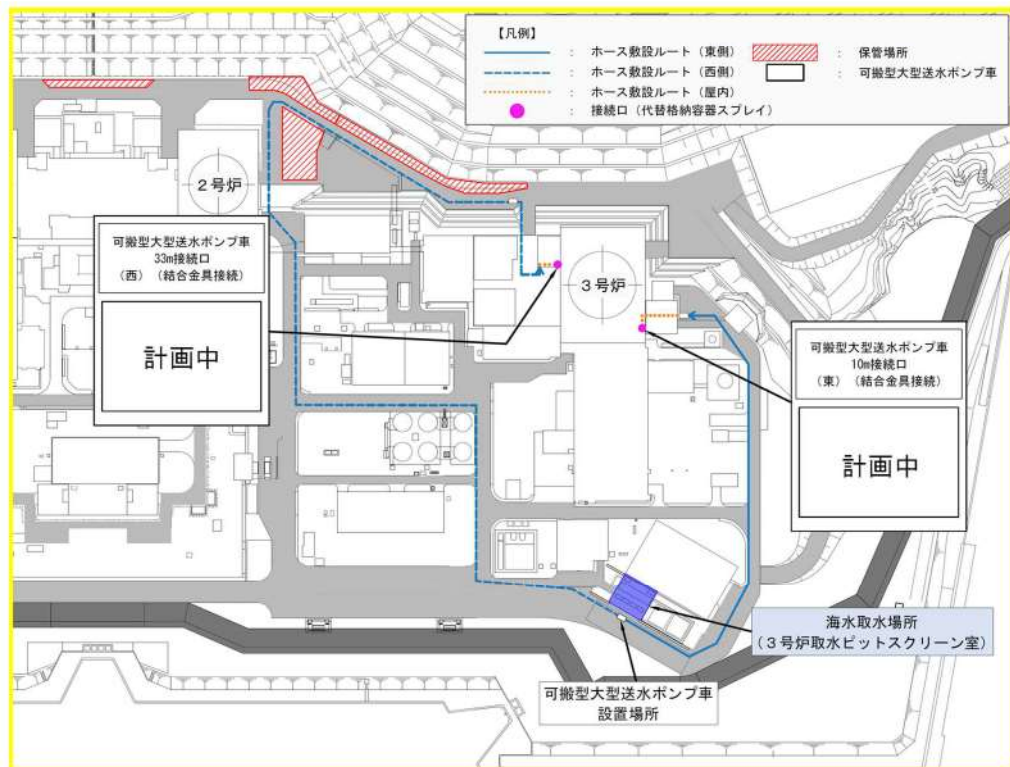 【凡例】
: ホース敷設ルート（東側）
: 保管場所
: ホース敷設ルート（西側）
: 可搬型大型送水ポンプ車
: ホース敷設ルート（屋内）
: 接続口（代替格納容器スプレイ）
２号炉
可搬型大型送水ポンプ車
33m接続口
（西）（結合金具接続）
計画中
３号炉
可搬型大型送水ポンプ車
10m接続口
（東）（結合金具接続）
計画中
海水取水場所
（３号炉取水ピットスクリーン室）
可搬型大型送水ポンプ車
設置場所